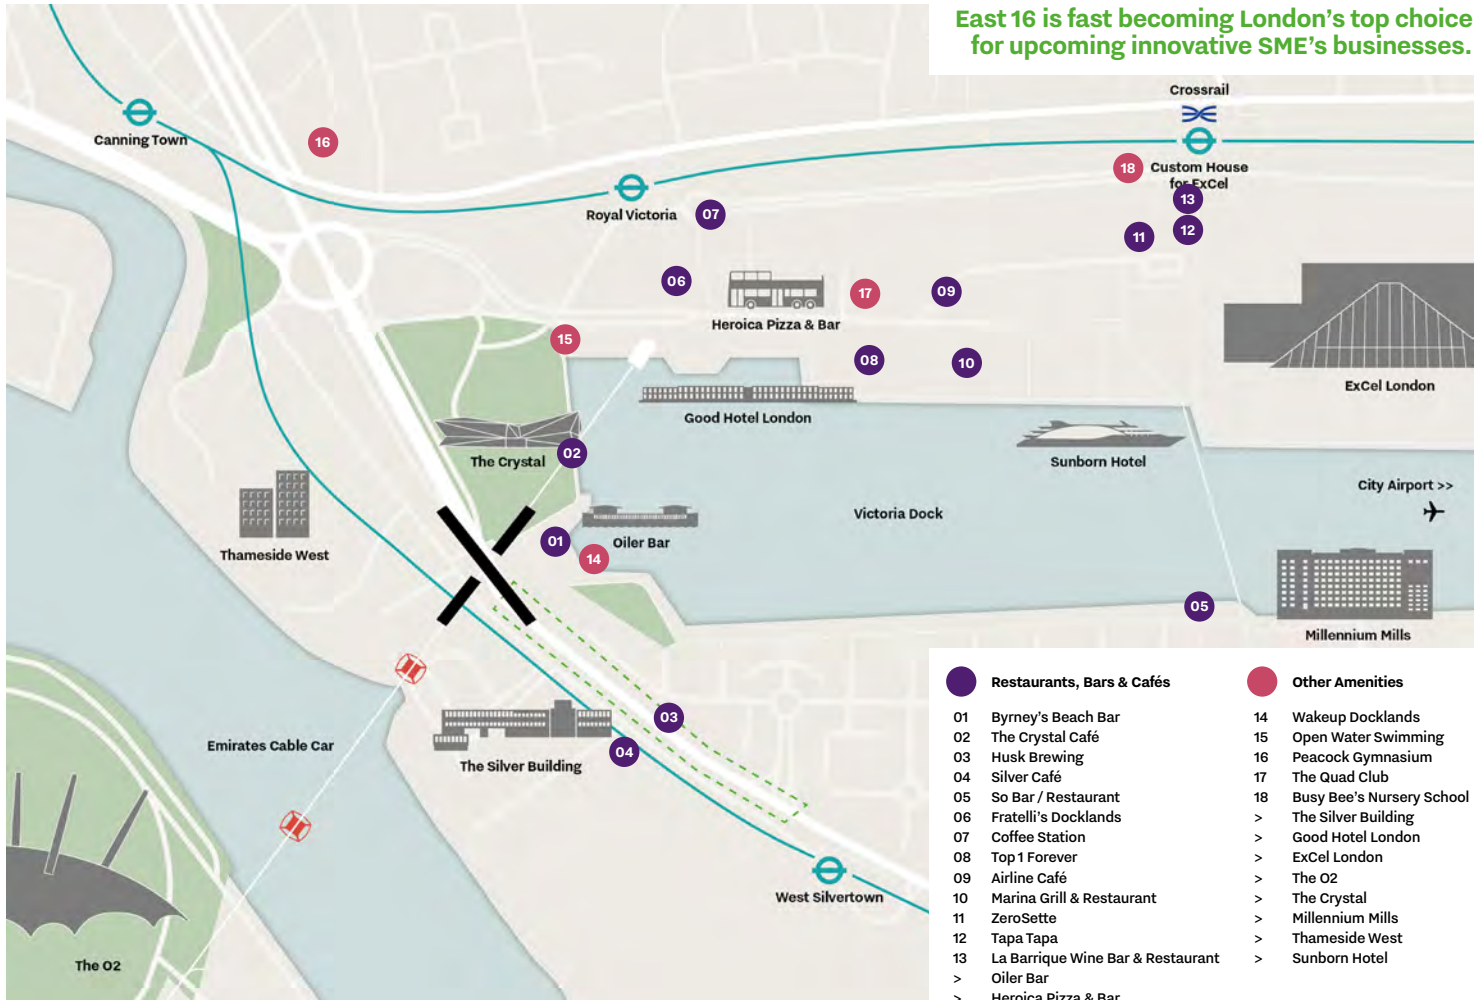 East 16 is fast becoming London's top choice
for upcoming innovative SME's businesses.
Crossrail
Canning Town
16
18
Custom House
for ExCel
13
Royal Victoria
07
12
11
06
17
09
Heroica Pizza & Bar
15
08
10
ExCel London
Good Hotel London
02
The Crystal
Sunborn Hotel
City Airport >>
Victoria Dock
01
Oiler Bar
Thameside West
14
05
Millennium Mills
03
Emirates Cable Car
04
The Silver Building
West Silvertown
The O2
Restaurants, Bars & Cafés
01 Byrney's Beach Bar
02 The Crystal Café
03 Husk Brewing
04 Silver Café
05 So Bar / Restaurant
06 Fratelli's Docklands
07 Coffee Station
08 Top 1 Forever
09 Airline Café
10 Marina Grill & Restaurant
11 ZeroSette
12 Tapa Tapa
13 La Barrique Wine Bar & Restaurant
> Oiler Bar
> Heroica Pizza & Bar
Other Amenities
14 Wakeup Docklands
15 Open Water Swimming
16 Peacock Gymnasium
17 The Quad Club
18 Busy Bee's Nursery School
> The Silver Building
> Good Hotel London
> ExCel London
> The O2
> The Crystal
> Millennium Mills
> Thameside West
> Sunborn Hotel